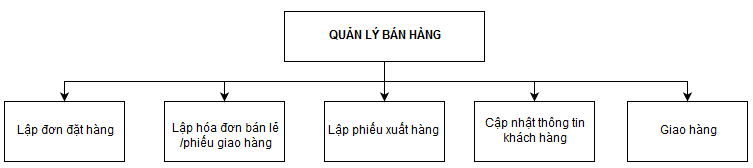 QUẢN LÝ BÁN HÀNG
Lập đơn đặt hàng
Lập hóa đơn bán lẻ
/phiếu giao hàng
Lập phiếu xuất hàng
Cập nhật thông tin
khách hàng
Giao hàng